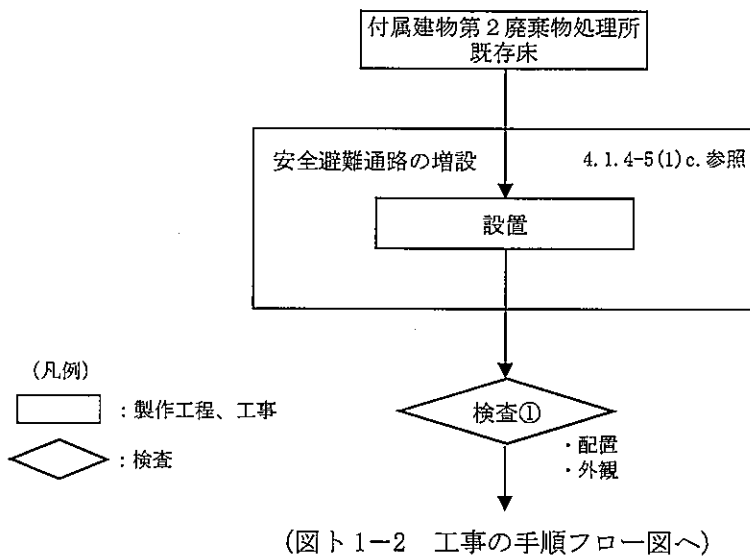 付属建物第2廃棄物処理所
既存床
安全避難通路の増設
4.1.4-5(1)c.参照
設置
検査①
・配置
・外観
(凡例)
：製作工程、工事
：検査
(図ト1-2 工事の手順フロー図へ)